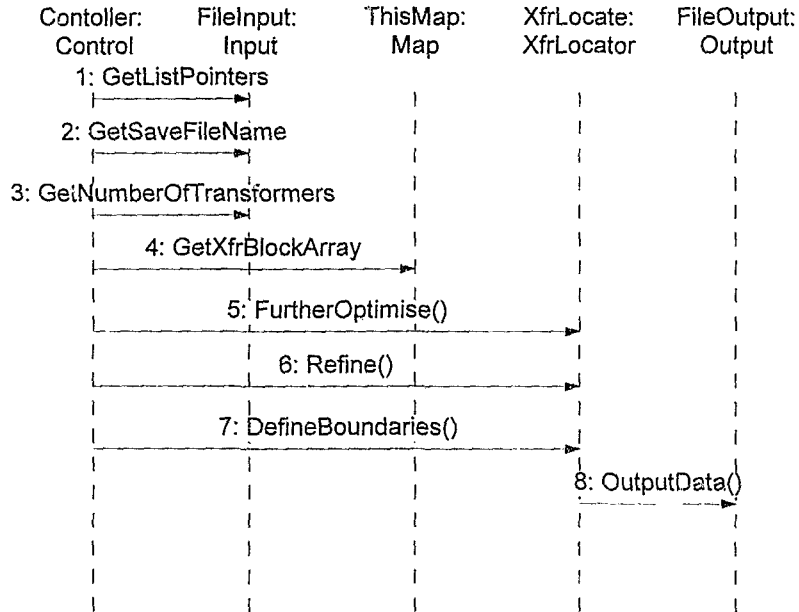 Contoller: FileInput: ThisMap: XfrLocate: FileOutput:
Control Input Map XfrLocator Output
1: GetListPointers
2: GetSaveFileName
3: GetNumberOfTransformers
4: GetXfrBlockArray
5: FurtherOptimise()
6: Refine()
7: DefineBoundaries()
8: OutputData()